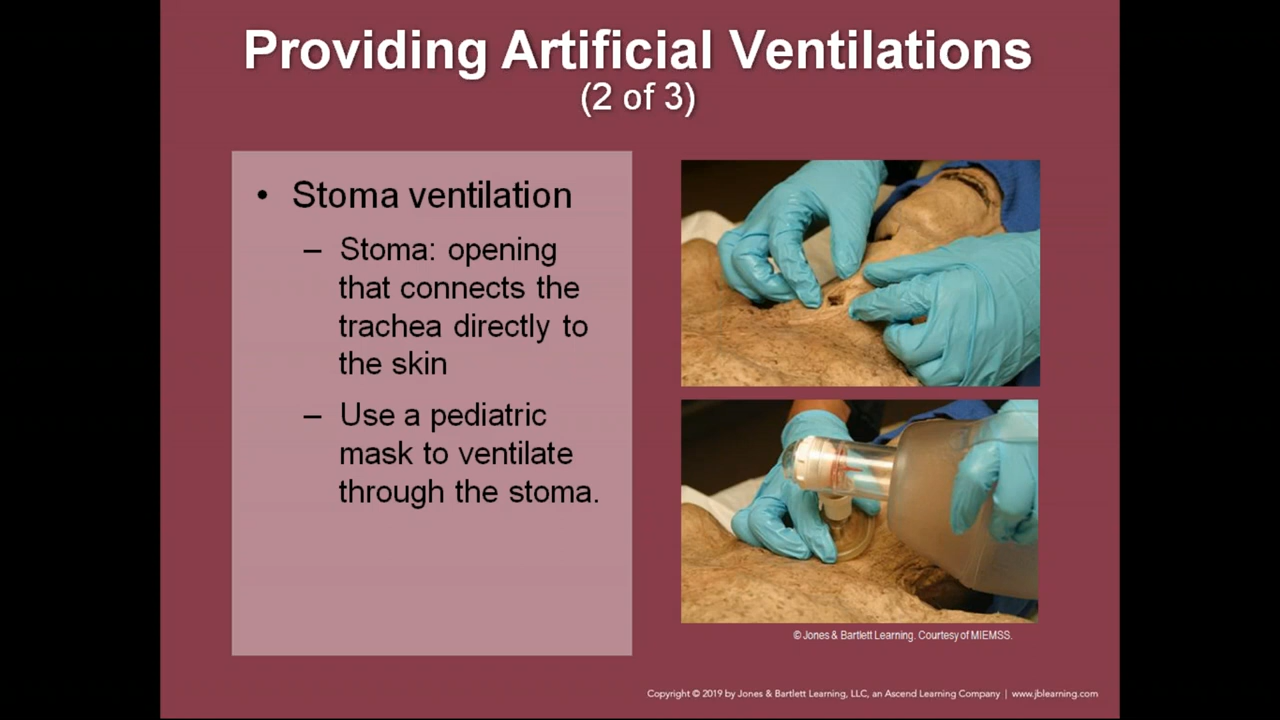 Providing Artificial Ventilations
(2 of 3)
• Stoma ventilation
– Stoma: opening
that connects the
trachea directly to
the skin
– Use a pediatric
mask to ventilate
through the stoma.
© Jones & Bartlett Learning. Courtesy of MIEMSS.
Copyright © 2019 by Jones & Bartlett Learning, LLC, an Ascend Learning Company | www.jblearning.com